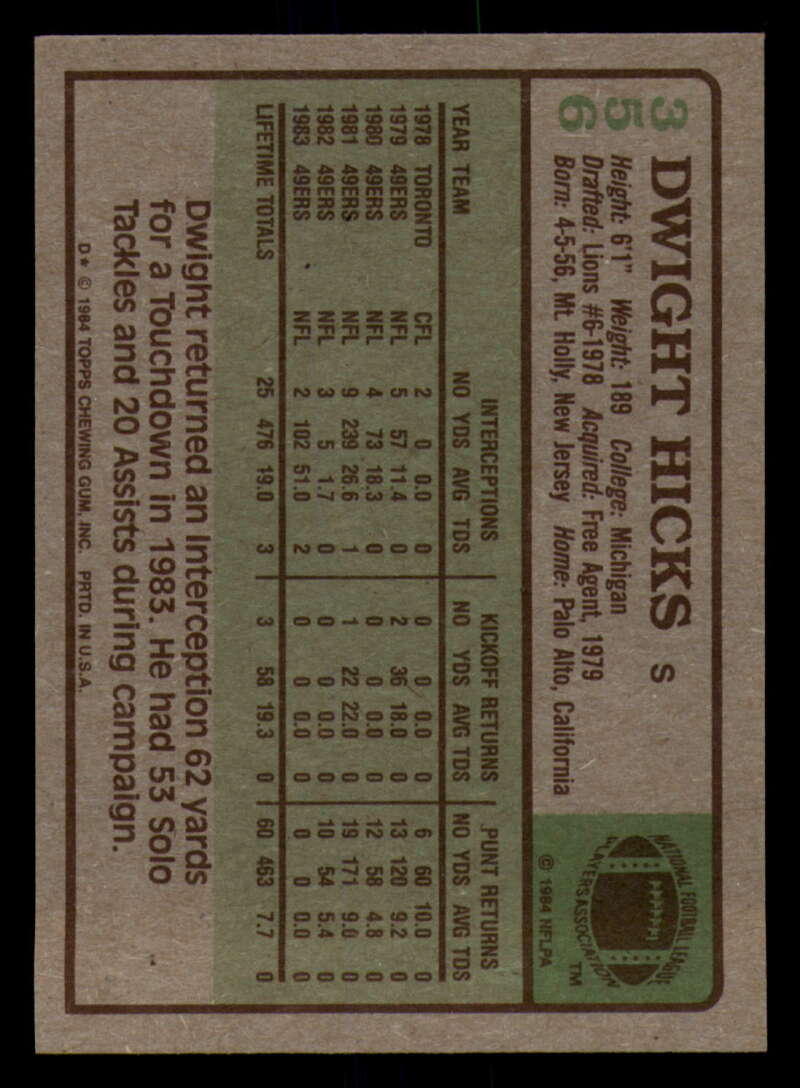 356
DWIGHT HICKS S
Height: 6'1" Weight: 189 College: Michigan
Drafted: Lions #6-1978 Acquired: Free Agent, 1979
Born: 4-5-56, Mt. Holly, New Jersey Home: Palo Alto, California
NATIONAL FOOTBALL LEAGUE
PLAYERS ASSOCIATION
TM
© 1984 NFLPA
INTERCEPTIONS KICKOFF RETURNS PUNT RETURNS
YEAR TEAM NO YDS AVG TDS NO YDS AVG TDS NO YDS AVG TDS
1978 TORONTO CFL 2 0 0.0 0 0 0 0.0 0 6 60 10.0 0
1979 49ERS NFL 5 57 11.4 0 2 36 18.0 0 13 120 9.2 0
1980 49ERS NFL 4 73 18.3 0 0 0 0.0 0 12 58 4.8 0
1981 49ERS NFL 9 239 26.6 1 1 22 22.0 0 19 171 9.0 0
1982 49ERS NFL 3 5 1.7 0 0 0 0.0 0 10 54 5.4 0
1983 49ERS NFL 2 102 51.0 2 0 0 0.0 0 0 0 0.0 0
LIFETIME TOTALS 25 476 19.0 3 3 58 19.3 0 60 463 7.7 0
Dwight returned an Interception 62 yards
for a Touchdown in 1983. He had 53 Solo
Tackles and 20 Assists during campaign.
D* © 1984 TOPPS CHEWING GUM, INC. PRTD. IN U.S.A.